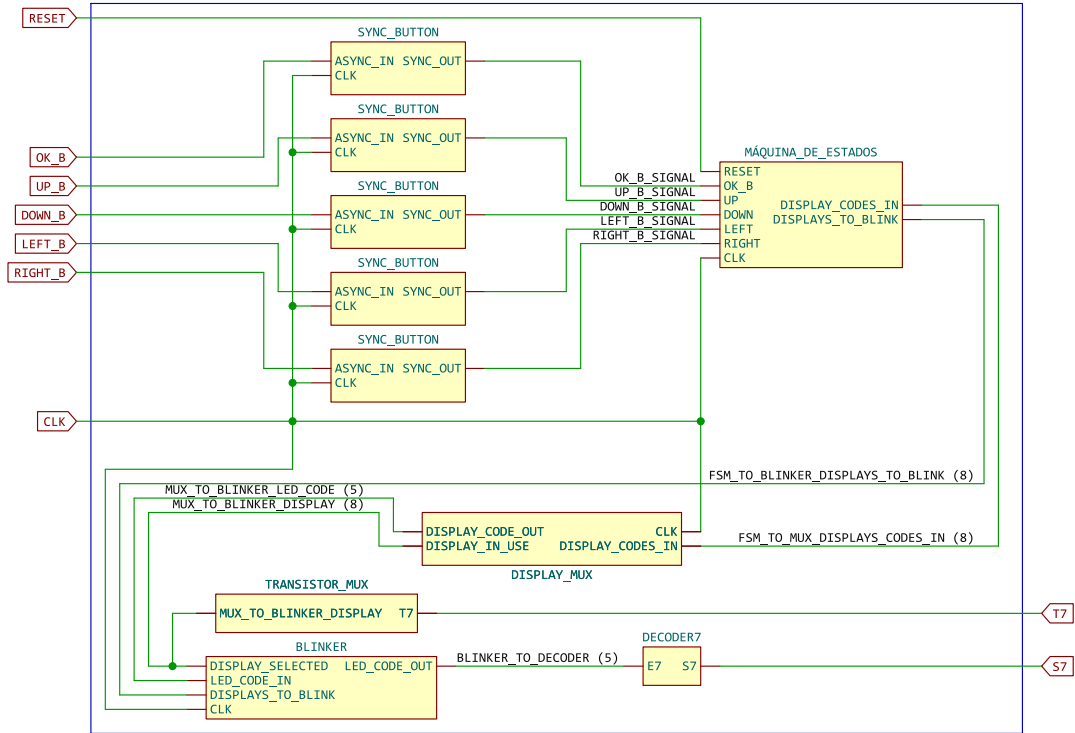 RESET
SYNC_BUTTON
ASYNC_IN SYNC_OUT
CLK
SYNC_BUTTON
ASYNC_IN SYNC_OUT
CLK
OK_B
MÁQUINA_DE_ESTADOS
UP_B
SYNC_BUTTON
DOWN_B
ASYNC_IN SYNC_OUT
CLK
LEFT_B
RIGHT_B
OK_B_SIGNAL
UP_B_SIGNAL
DOWN_B_SIGNAL
LEFT_B_SIGNAL
RIGHT_B_SIGNAL
RESET
OK_B
UP
DOWN
LEFT
RIGHT
CLK
DISPLAY_CODES_IN
DISPLAYS_TO_BLINK
SYNC_BUTTON
ASYNC_IN SYNC_OUT
CLK
SYNC_BUTTON
ASYNC_IN SYNC_OUT
CLK
CLK
FSM_TO_BLINKER_DISPLAYS_TO_BLINK (8)
MUX_TO_BLINKER_LED_CODE (5)
MUX_TO_BLINKER_DISPLAY (8)
DISPLAY_CODE_OUT CLK
DISPLAY_IN_USE DISPLAY_CODES_IN
DISPLAY_MUX
FSM_TO_MUX_DISPLAYS_CODES_IN (8)
TRANSISTOR_MUX
MUX_TO_BLINKER_DISPLAY T7
T7
BLINKER
DISPLAY_SELECTED LED_CODE_OUT
LED_CODE_IN
DISPLAYS_TO_BLINK
CLK
BLINKER_TO_DECODER (5)
DECODER7
E7 S7
S7